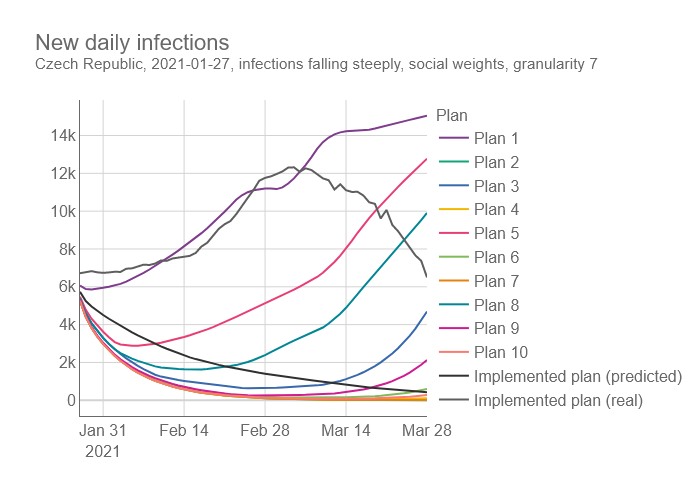 New daily infections
Czech Republic, 2021-01-27, infections falling steeply, social weights, granularity 7
Plan
Plan 1
Plan 2
Plan 3
Plan 4
Plan 5
Plan 6
Plan 7
Plan 8
Plan 9
Plan 10
Implemented plan (predicted)
Implemented plan (real)
14k
12k
10k
8k
6k
4k
2k
0
Jan 31
2021
Feb 14
Feb 28
Mar 14
Mar 28